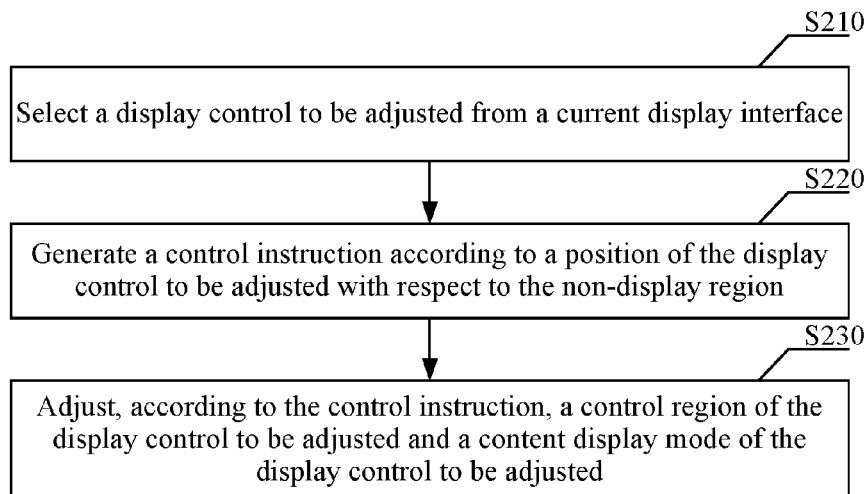 S210
Select a display control to be adjusted from a current display interface
S220
Generate a control instruction according to a position of the display
control to be adjusted with respect to the non-display region
S230
Adjust, according to the control instruction, a control region of the
display control to be adjusted and a content display mode of the
display control to be adjusted